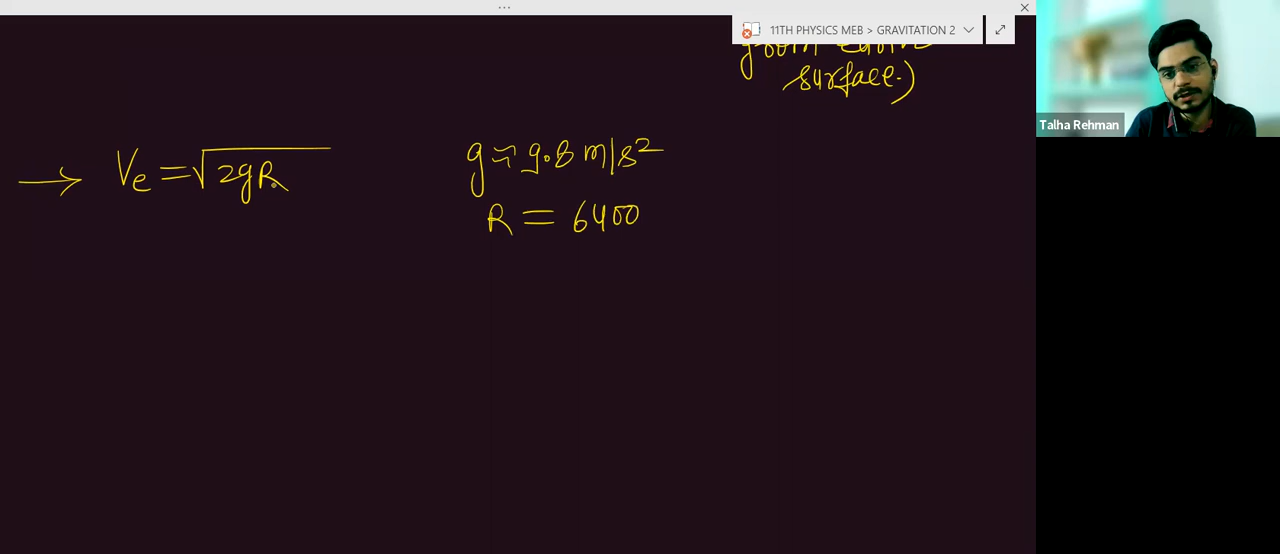 11TH PHYSICS MEB > GRAVITATION 2
surface.)
Talha Rehman
→ Ve = √2gR
g ≈ 9.8 m/s²
R = 6400